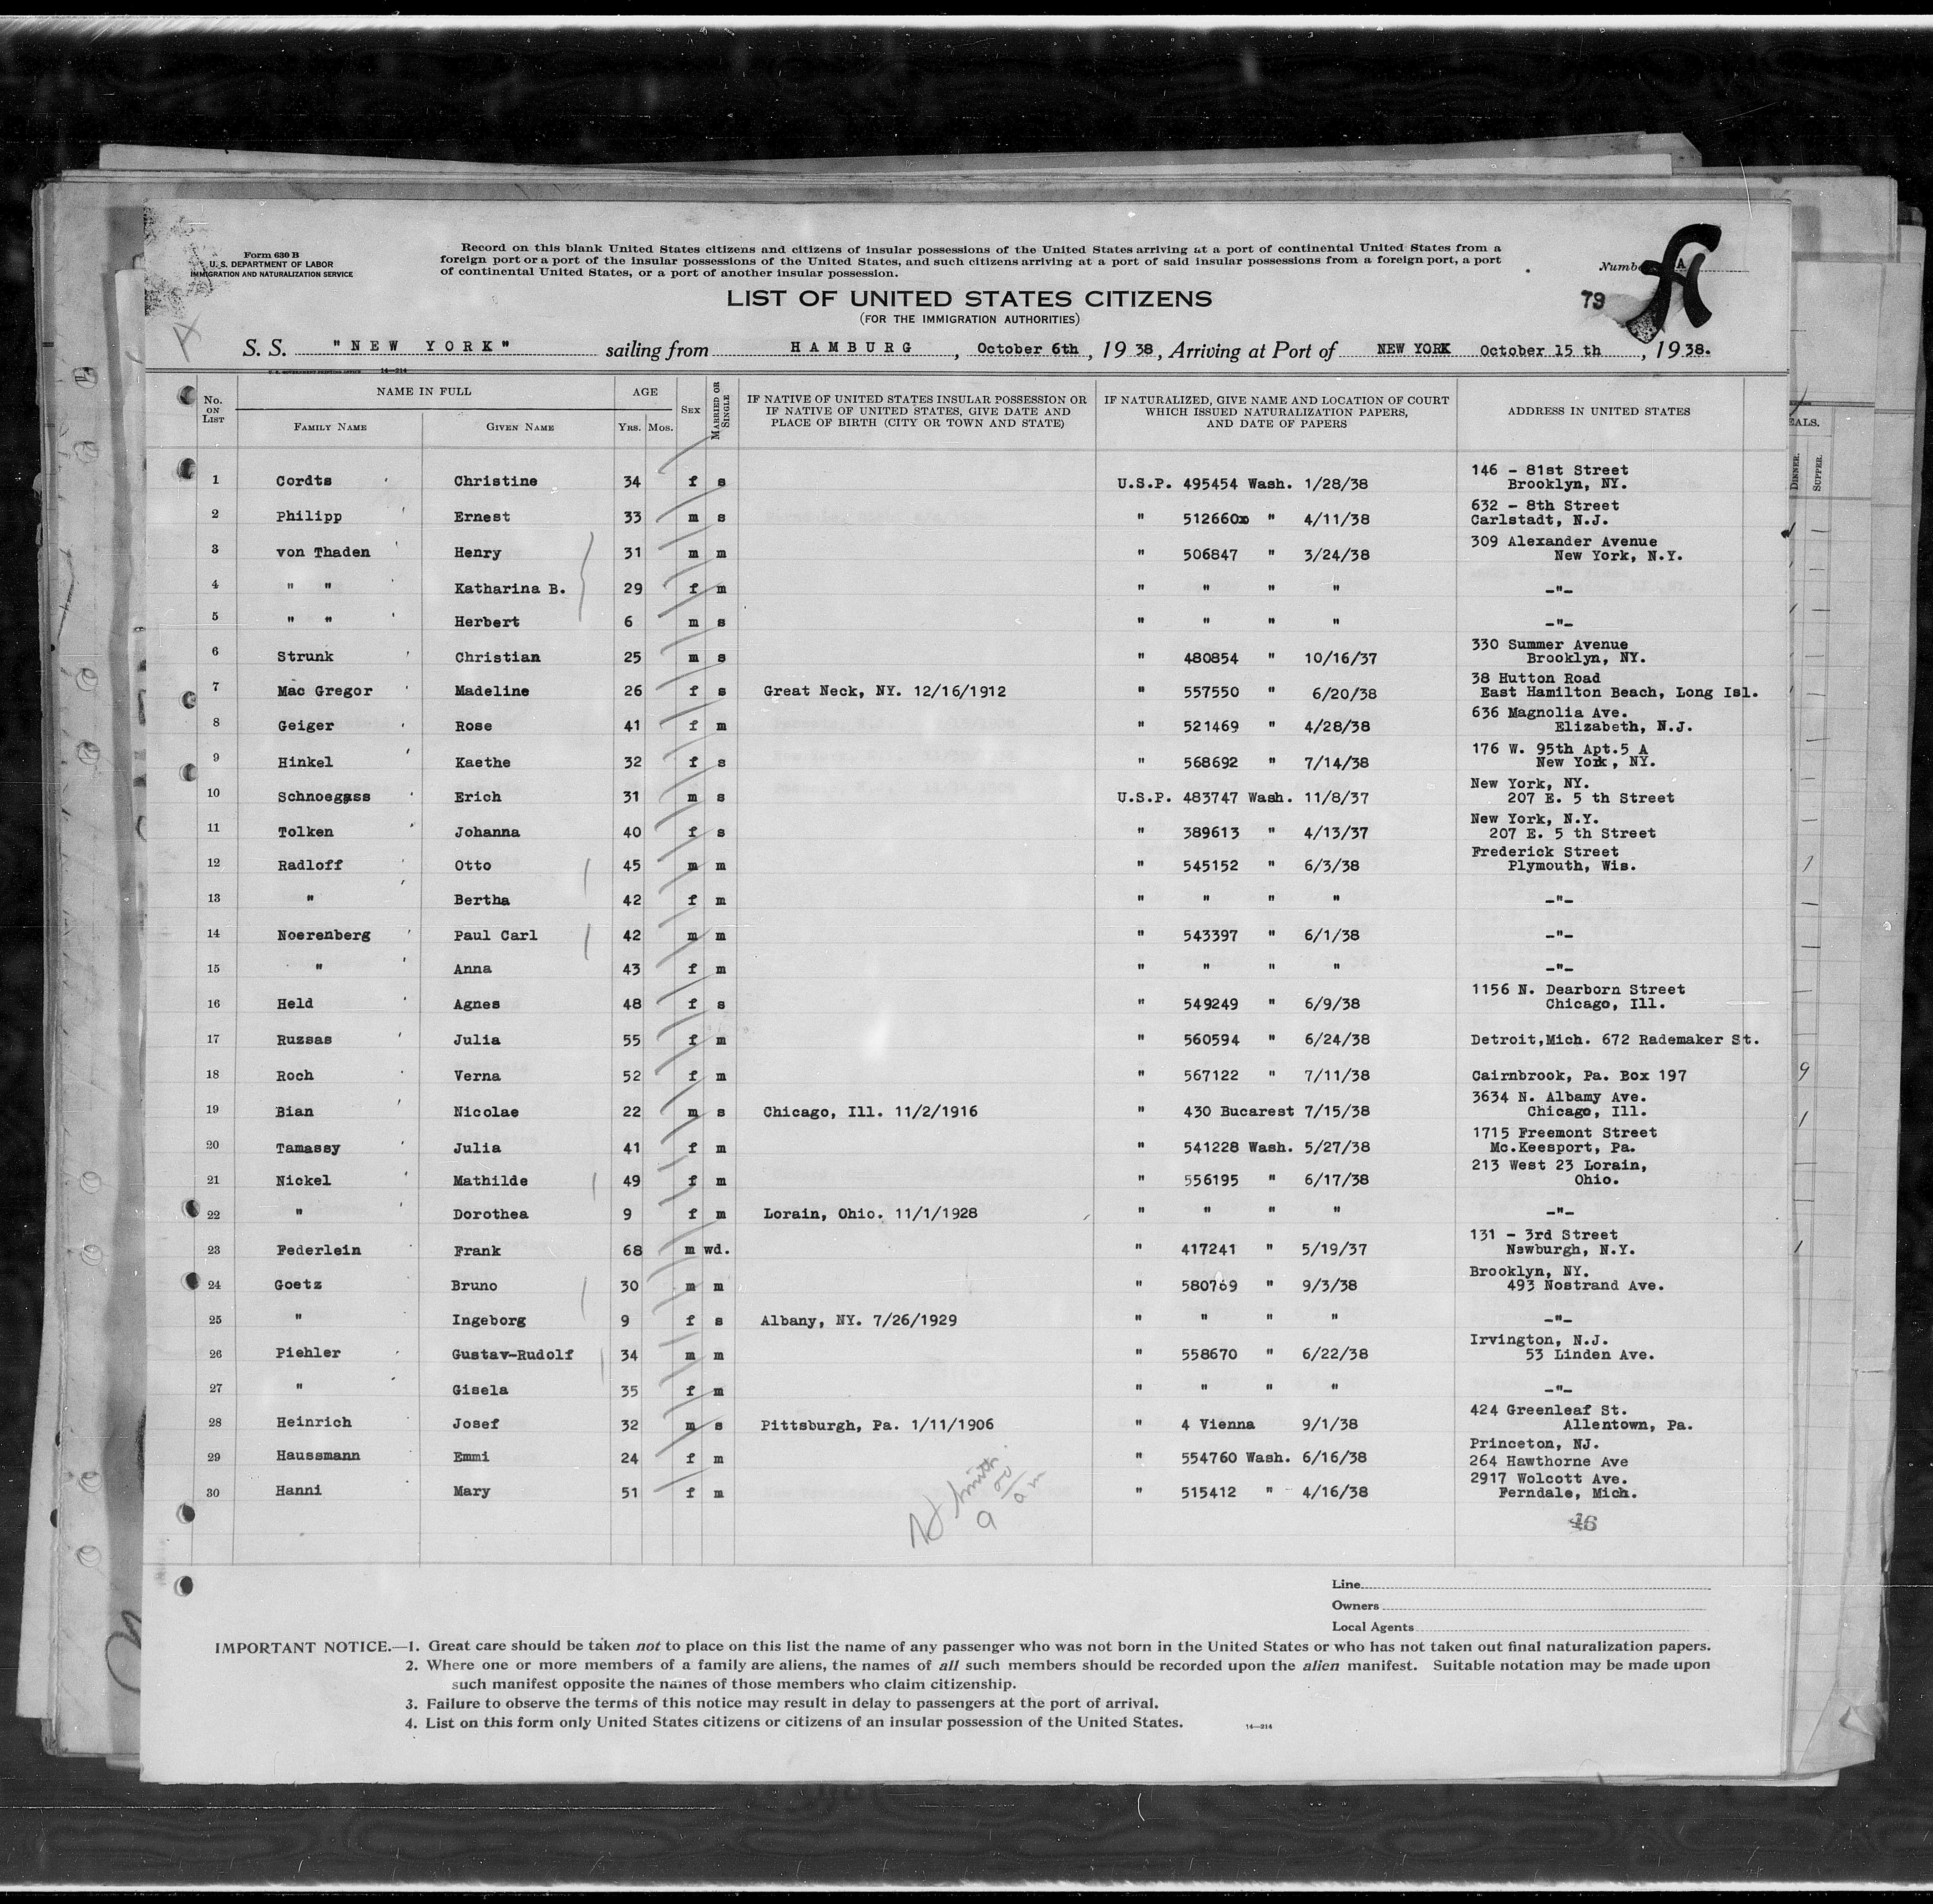 Form 630 B
U. S. DEPARTMENT OF LABOR
IMMIGRATION AND NATURALIZATION SERVICE
Record on this blank United States citizens and citizens of insular possessions of the United States arriving at a port of continental United States from a
foreign port or a port of the insular possessions of the United States, and such citizens arriving at a port of said insular possessions from a foreign port, a port
of continental United States, or a port of another insular possession.
A
79
LIST OF UNITED STATES CITIZENS
(FOR THE IMMIGRATION AUTHORITIES)
S. S. "NEW YORK" sailing from HAMBURG, October 6th, 1938, Arriving at Port of NEW YORK October 15 th, 1938.
14—214
No. ON LIST NAME IN FULL AGE SEX MARRIED OR SINGLE IF NATIVE OF UNITED STATES INSULAR POSSESSION OR IF NATIVE OF UNITED STATES, GIVE DATE AND PLACE OF BIRTH (CITY OR TOWN AND STATE) IF NATURALIZED, GIVE NAME AND LOCATION OF COURT WHICH ISSUED NATURALIZATION PAPERS, AND DATE OF PAPERS ADDRESS IN UNITED STATES
FAMILY NAME GIVEN NAME YRS. MOS.
DINNER. SUPPER.
1 Cordts Christine 34 f s U.S.P. 495454 Wash. 1/28/38 146 - 81st Street
Brooklyn, NY.
2 Philipp Ernest 33 m s " 512660 " 4/11/38 632 - 8th Street
Carlstadt, N.J.
3 von Thaden Henry 31 m m " 506847 " 3/24/38 309 Alexander Avenue
New York, N.Y.
4 " " Katharina B. 29 f m " " " " -"-
5 " " Herbert 6 m s " " " " -"-
6 Strunk Christian 25 m s " 480854 " 10/16/37 330 Summer Avenue
Brooklyn, NY.
7 Mac Gregor Madeline 26 f s Great Neck, NY. 12/16/1912 " 557550 " 6/20/38 38 Hutton Road
East Hamilton Beach, Long Isl.
8 Geiger Rose 41 f m " 521469 " 4/28/38 636 Magnolia Ave.
Elizabeth, N.J.
9 Hinkel Kaethe 32 f s " 568692 " 7/14/38 176 W. 95th Apt.5 A
New York, NY.
10 Schnoegass Erich 31 m s U.S.P. 483747 Wash. 11/8/37 New York, NY.
207 E. 5 th Street
11 Tolken Johanna 40 f s " 389613 " 4/13/37 New York, N.Y.
207 E. 5 th Street
12 Radloff Otto 45 m m " 545152 " 6/3/38 Frederick Street
Plymouth, Wis.
13 " Bertha 42 f m " " " " -"-
14 Noerenberg Paul Carl 42 m m " 543397 " 6/1/38 -"-
15 " Anna 43 f m " " " " -"-
16 Held Agnes 48 f s " 549249 " 6/9/38 1156 N. Dearborn Street
Chicago, Ill.
17 Ruzsas Julia 55 f m " 560594 " 6/24/38 Detroit,Mich. 672 Rademaker St.
18 Roch Verna 52 f m " 567122 " 7/11/38 Cairnbrook, Pa. Box 197
19 Bian Nicolae 22 m s Chicago, Ill. 11/2/1916 " 430 Bucarest 7/15/38 3634 N. Albamy Ave.
Chicago, Ill.
20 Tamassy Julia 41 f m " 541228 Wash. 5/27/38 1715 Freemont Street
Mc.Keesport, Pa.
21 Nickel Mathilde 49 f m " 556195 " 6/17/38 213 West 23 Lorain,
Ohio.
22 " Dorothea 9 f m Lorain, Ohio. 11/1/1928 " " " " -"-
23 Federlein Frank 68 m wd. " 417241 " 5/19/37 131 - 3rd Street
Newburgh, N.Y.
24 Goetz Bruno 30 m m " 580769 " 9/3/38 Brooklyn, NY.
493 Nostrand Ave.
25 " Ingeborg 9 f s Albany, NY. 7/26/1929 " " " " -"-
26 Piehler Gustav-Rudolf 34 m m " 558670 " 6/22/38 Irvington, N.J.
53 Linden Ave.
27 " Gisela 35 f m " " " " -"-
28 Heinrich Josef 32 m s Pittsburgh, Pa. 1/11/1906 " 4 Vienna 9/1/38 424 Greenleaf St.
Allentown, Pa.
29 Haussmann Emmi 24 f m " 554760 Wash. 6/16/38 Princeton, NJ.
264 Hawthorne Ave
30 Hanni Mary 51 f m " 515412 " 4/16/38 2917 Wolcott Ave.
Ferndale, Mich.
Smith
Line
Owners
Local Agents
IMPORTANT NOTICE.—1. Great care should be taken not to place on this list the name of any passenger who was not born in the United States or who has not taken out final naturalization papers.
2. Where one or more members of a family are aliens, the names of all such members should be recorded upon the alien manifest. Suitable notation may be made upon
such manifest opposite the names of those members who claim citizenship.
3. Failure to observe the terms of this notice may result in delay to passengers at the port of arrival.
4. List on this form only United States citizens or citizens of an insular possession of the United States.
14—214